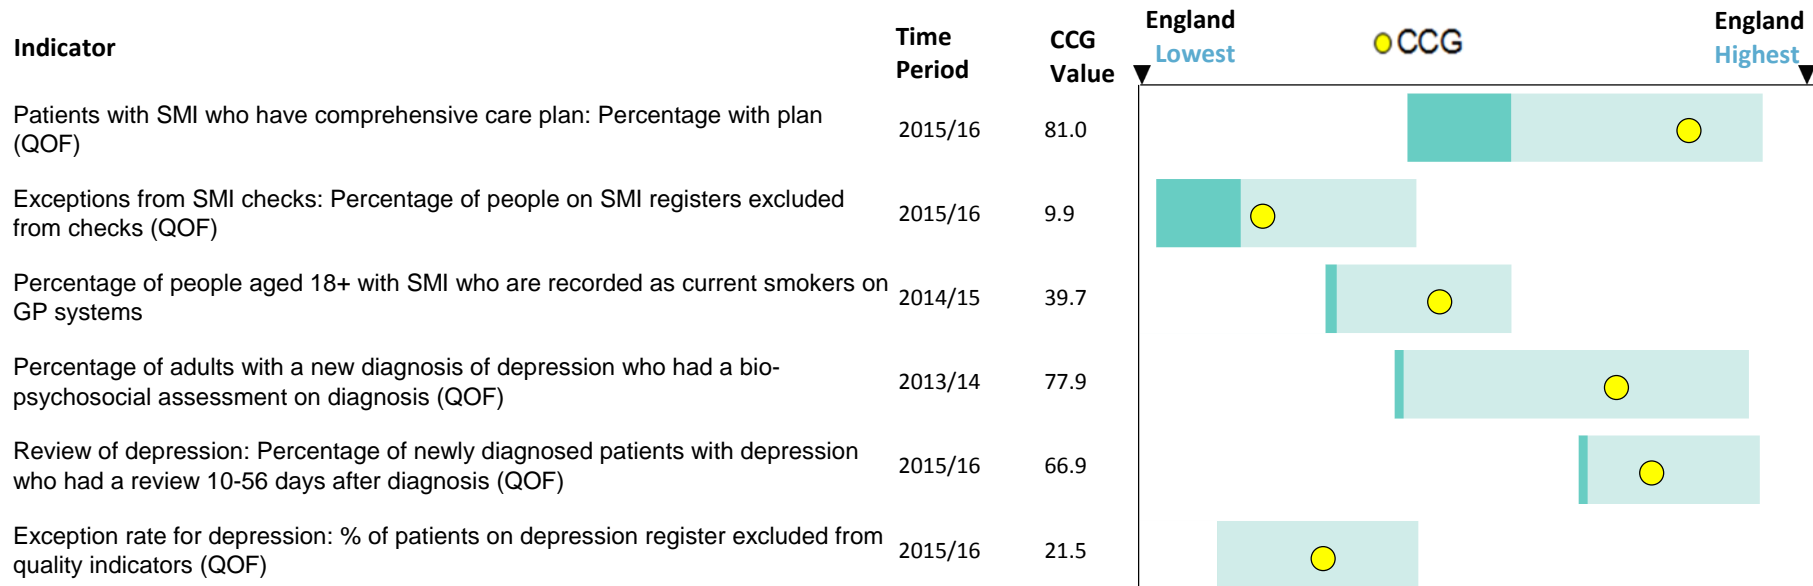 Indicator
Time Period
CCG Value
England Lowest
CCG
England Highest
Patients with SMI who have comprehensive care plan: Percentage with plan
(QOF)
2015/16
81.0
Exceptions from SMI checks: Percentage of people on SMI registers excluded
from checks (QOF)
2015/16
9.9
Percentage of people aged 18+ with SMI who are recorded as current smokers on
GP systems
2014/15
39.7
Percentage of adults with a new diagnosis of depression who had a bio-
psychosocial assessment on diagnosis (QOF)
2013/14
77.9
Review of depression: Percentage of newly diagnosed patients with depression
who had a review 10-56 days after diagnosis (QOF)
2015/16
66.9
Exception rate for depression: % of patients on depression register excluded from
quality indicators (QOF)
2015/16
21.5